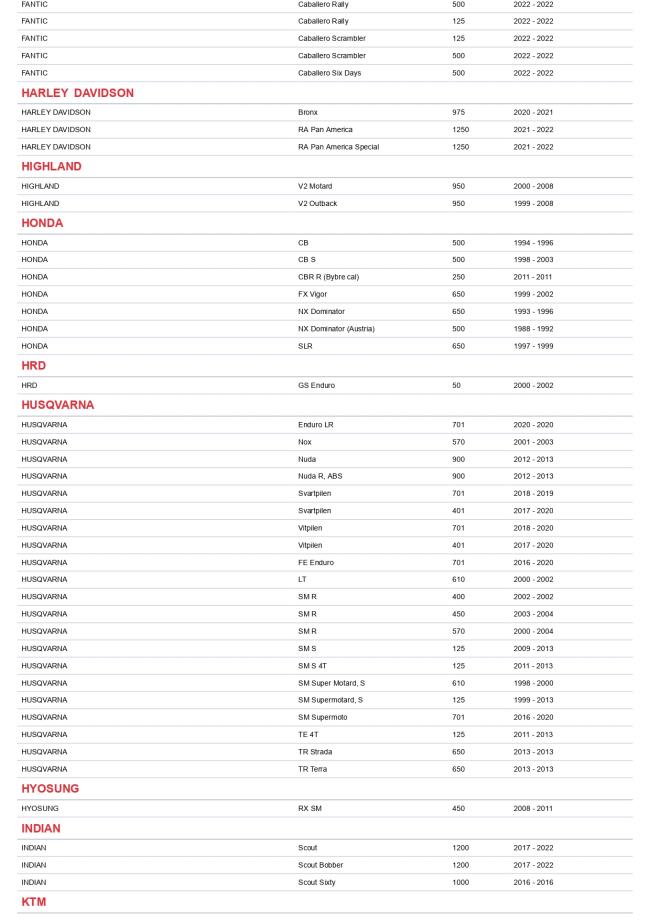 FANTIC Caballero Rally 500 2022 - 2022
FANTIC Caballero Rally 125 2022 - 2022
FANTIC Caballero Scrambler 125 2022 - 2022
FANTIC Caballero Scrambler 500 2022 - 2022
FANTIC Caballero Six Days 500 2022 - 2022
HARLEY DAVIDSON
HARLEY DAVIDSON Bronx 975 2020 - 2021
HARLEY DAVIDSON RA Pan America 1250 2021 - 2022
HARLEY DAVIDSON RA Pan America Special 1250 2021 - 2022
HIGHLAND
HIGHLAND V2 Motard 950 2000 - 2008
HIGHLAND V2 Outback 950 1999 - 2008
HONDA
HONDA CB 500 1994 - 1996
HONDA CB S 500 1998 - 2003
HONDA CBR R (Bybre cal) 250 2011 - 2011
HONDA FX Vigor 650 1999 - 2002
HONDA NX Dominator 650 1993 - 1996
HONDA NX Dominator (Austria) 500 1988 - 1992
HONDA SLR 650 1997 - 1999
HRD
HRD GS Enduro 50 2000 - 2002
HUSQVARNA
HUSQVARNA Enduro LR 701 2020 - 2020
HUSQVARNA Nox 570 2001 - 2003
HUSQVARNA Nuda 900 2012 - 2013
HUSQVARNA Nuda R, ABS 900 2012 - 2013
HUSQVARNA Svartpilen 701 2018 - 2019
HUSQVARNA Svartpilen 401 2017 - 2020
HUSQVARNA Vitpilen 701 2018 - 2020
HUSQVARNA Vitpilen 401 2017 - 2020
HUSQVARNA FE Enduro 701 2016 - 2020
HUSQVARNA LT 610 2000 - 2002
HUSQVARNA SM R 400 2002 - 2002
HUSQVARNA SM R 450 2003 - 2004
HUSQVARNA SM R 570 2000 - 2004
HUSQVARNA SM S 125 2009 - 2013
HUSQVARNA SM S 4T 125 2011 - 2013
HUSQVARNA SM Super Motard, S 610 1998 - 2000
HUSQVARNA SM Supermotard, S 125 1999 - 2013
HUSQVARNA SM Supermoto 701 2016 - 2020
HUSQVARNA TE 4T 125 2011 - 2013
HUSQVARNA TR Strada 650 2013 - 2013
HUSQVARNA TR Terra 650 2013 - 2013
HYOSUNG
HYOSUNG RX SM 450 2008 - 2011
INDIAN
INDIAN Scout 1200 2017 - 2022
INDIAN Scout Bobber 1200 2017 - 2022
INDIAN Scout Sixty 1000 2016 - 2016
KTM